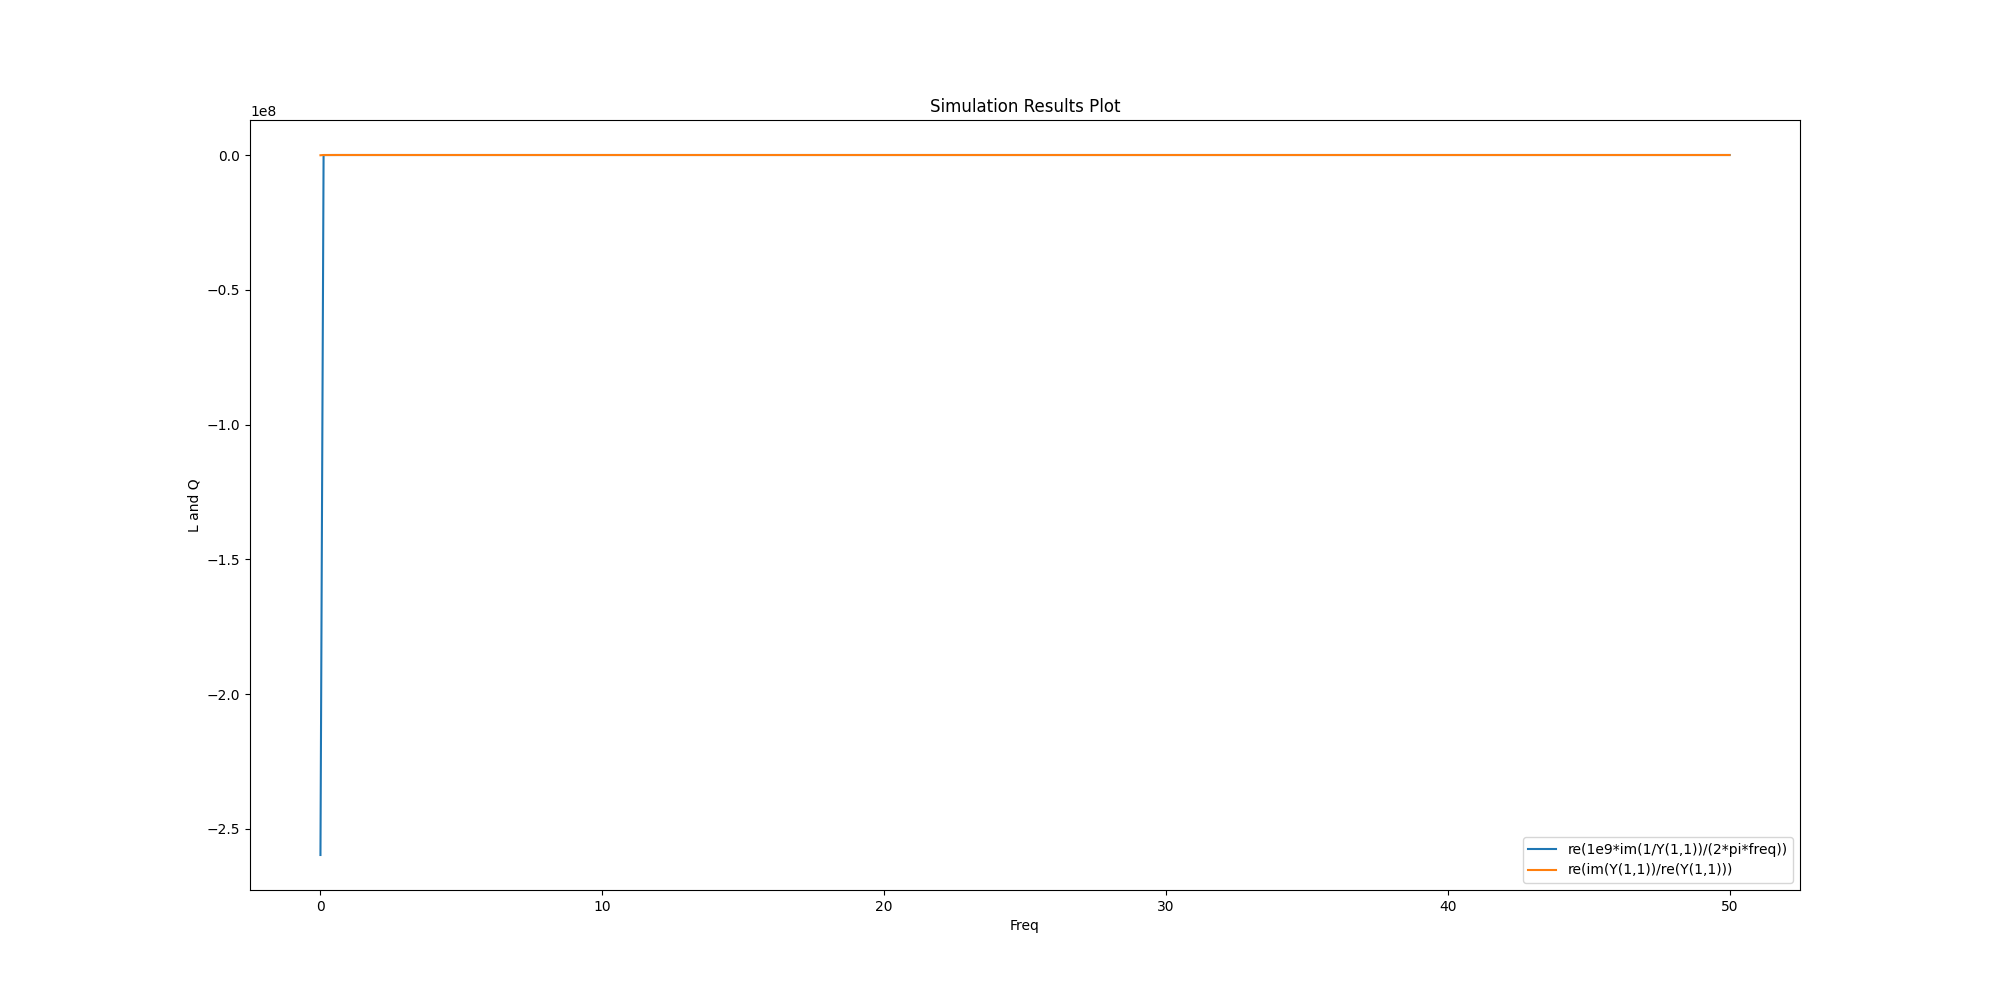 Simulation Results Plot
1e8
0.0
−0.5
−1.0
−1.5
−2.0
−2.5
L and Q
0 10 20 30 40 50
Freq
re(1e9*im(1/Y(1,1))/(2*pi*freq))
re(im(Y(1,1))/re(Y(1,1)))